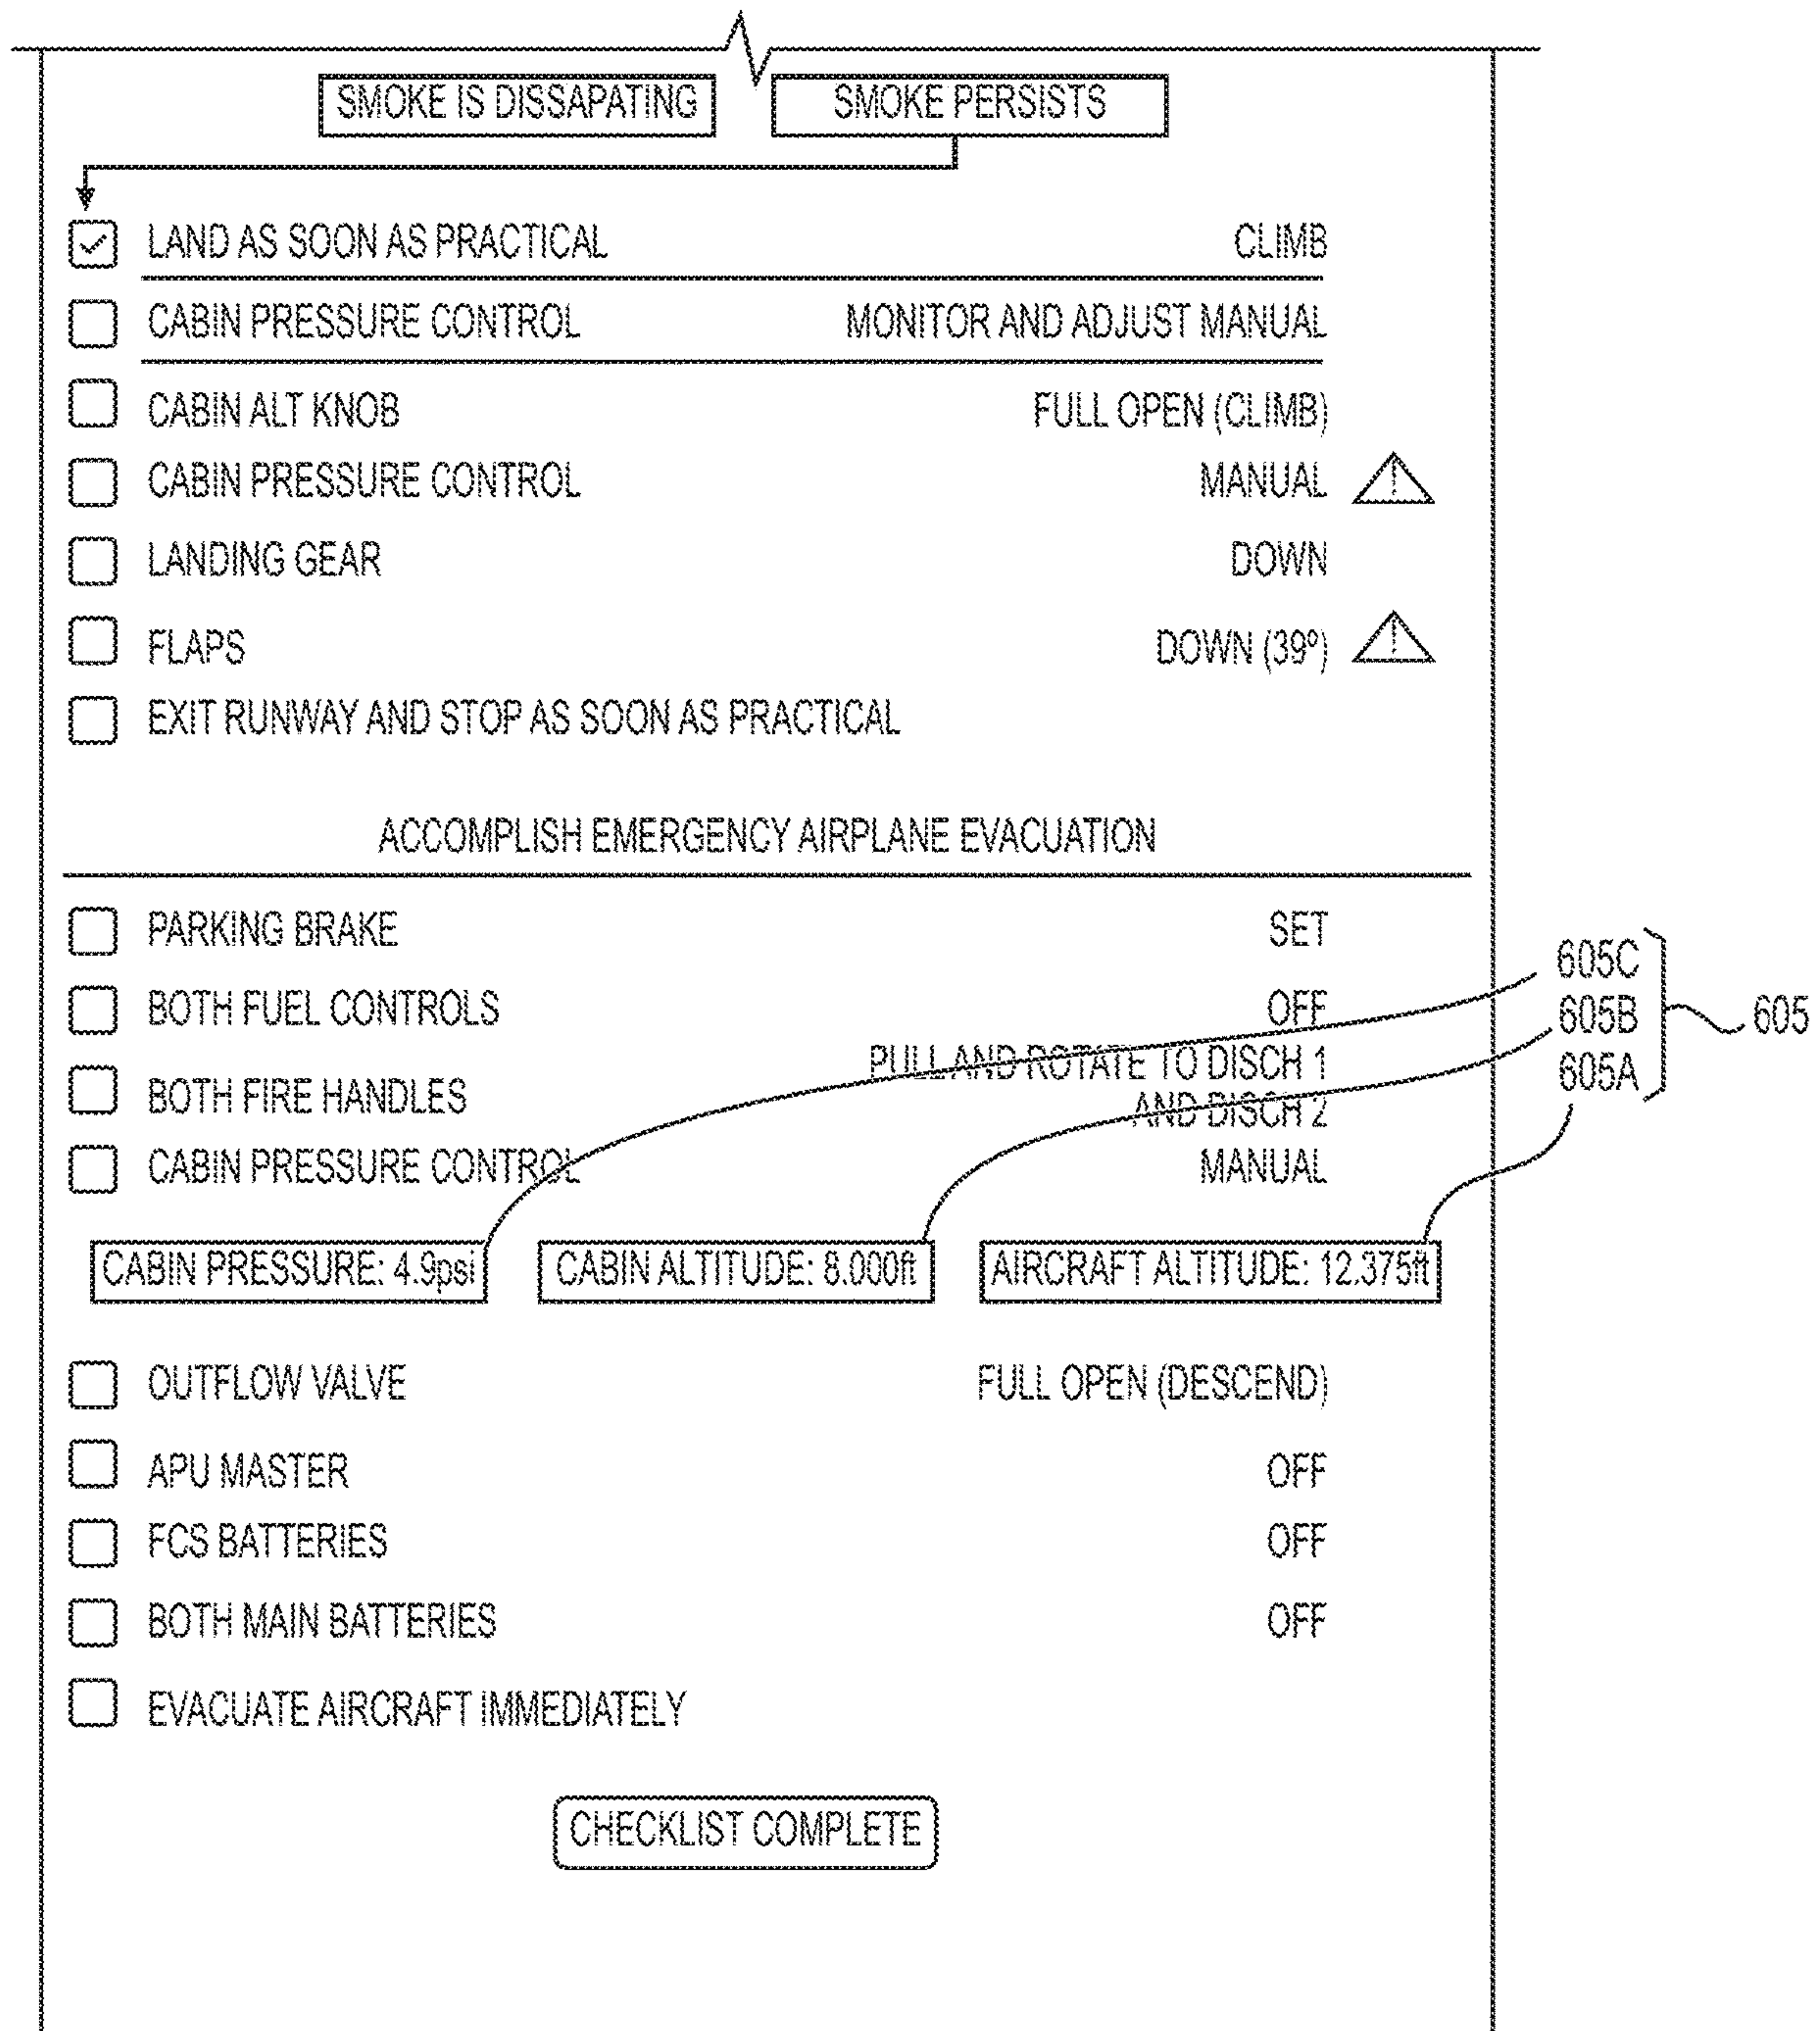 SMOKE IS DISSAPATING SMOKE PERSISTS
LAND AS SOON AS PRACTICAL CLIMB
CABIN PRESSURE CONTROL MONITOR AND ADJUST MANUAL
CABIN ALT KNOB FULL OPEN (CLIMB)
CABIN PRESSURE CONTROL MANUAL !
LANDING GEAR DOWN
FLAPS DOWN (39º) !
EXIT RUNWAY AND STOP AS SOON AS PRACTICAL
ACCOMPLISH EMERGENCY AIRPLANE EVACUATION
PARKING BRAKE SET
605C
BOTH FUEL CONTROLS OFF
605B 605
PULL AND ROTATE TO DISCH 1
605A
BOTH FIRE HANDLES AND DISCH 2
CABIN PRESSURE CONTROL MANUAL
CABIN PRESSURE: 4.9psi CABIN ALTITUDE: 8.000ft AIRCRAFT ALTITUDE: 12.375ft
OUTFLOW VALVE FULL OPEN (DESCEND)
APU MASTER OFF
FCS BATTERIES OFF
BOTH MAIN BATTERIES OFF
EVACUATE AIRCRAFT IMMEDIATELY
CHECKLIST COMPLETE